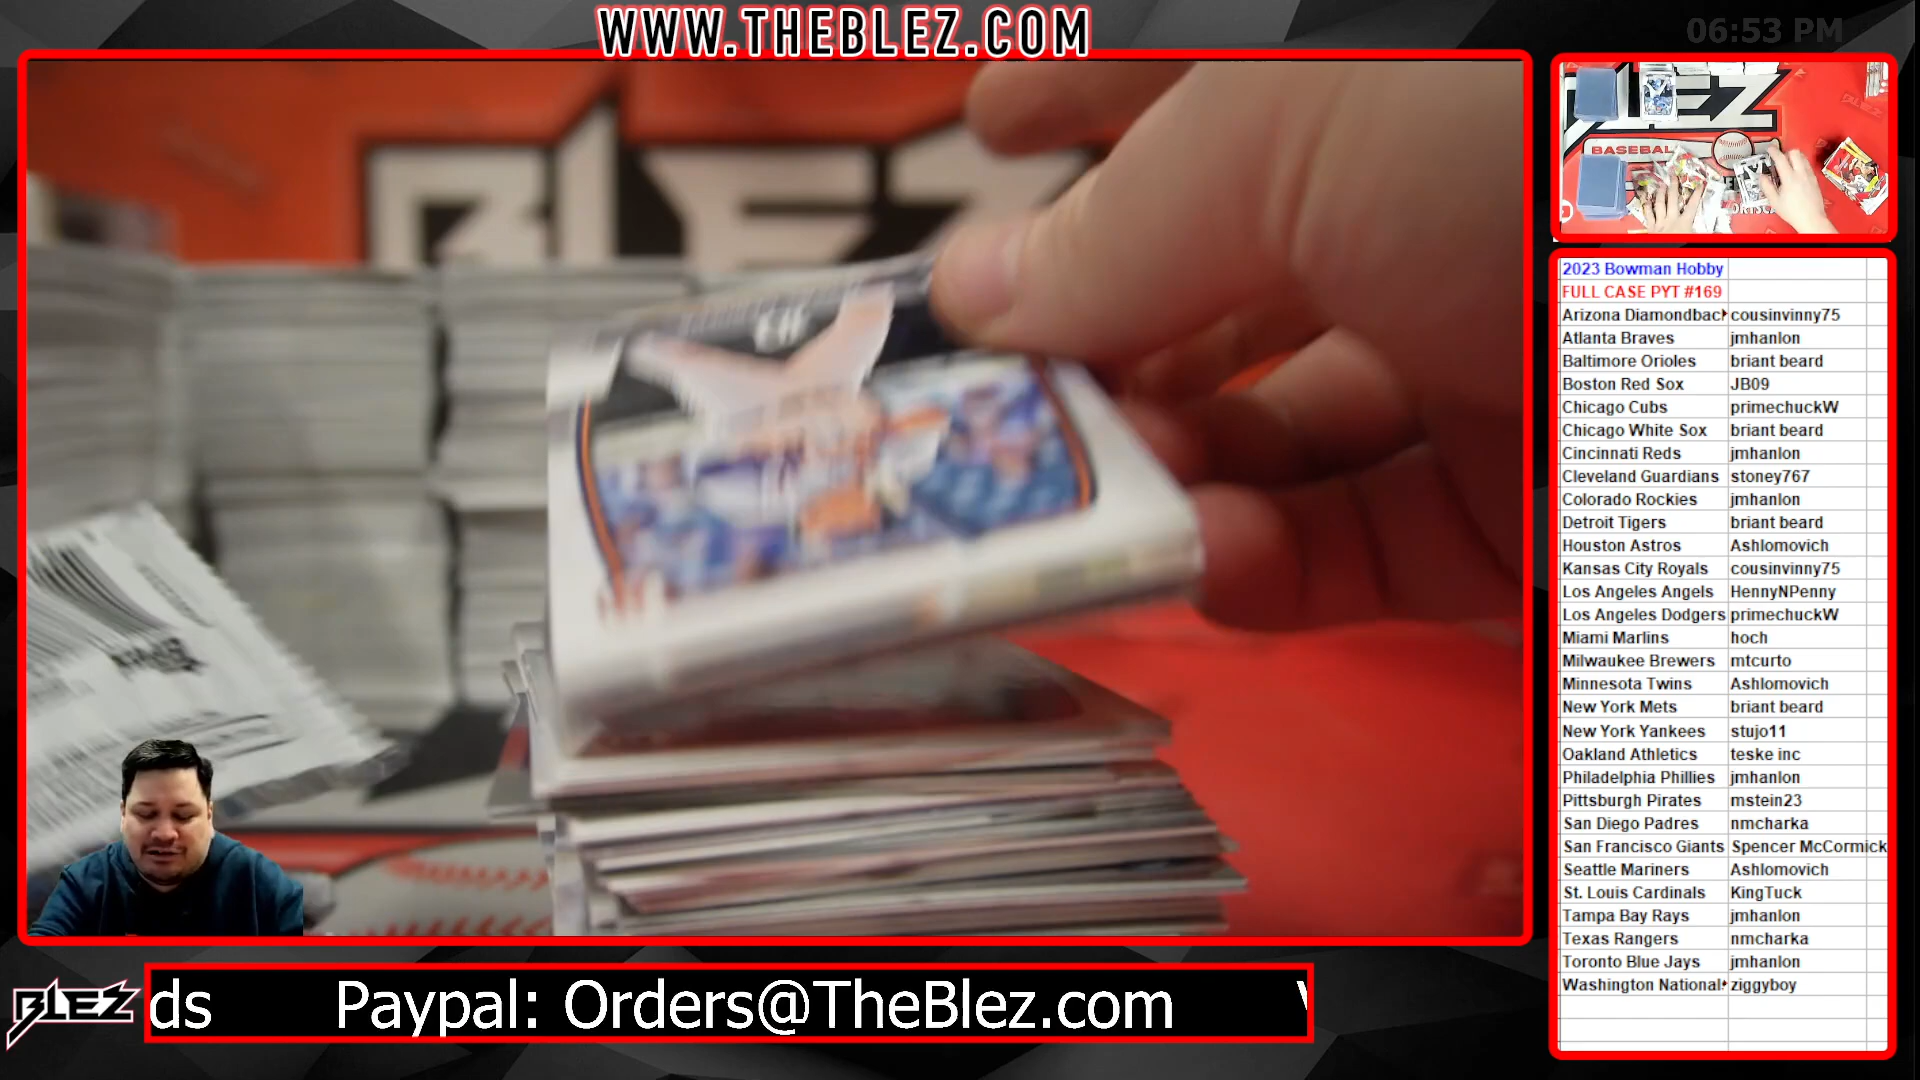 WWW.THEBLEZ.COM
06:53 PM
BLEZ
BLEZ
BASEBAL
2023 Bowman Hobby
FULL CASE PYT #169
Arizona Diamondbac cousinvinny75
Atlanta Braves jmhanlon
Baltimore Orioles briant beard
Boston Red Sox JB09
Chicago Cubs primechuckW
Chicago White Sox briant beard
Cincinnati Reds jmhanlon
Cleveland Guardians stoney767
Colorado Rockies jmhanlon
Detroit Tigers briant beard
Houston Astros Ashlomovich
Kansas City Royals cousinvinny75
Los Angeles Angels HennyNPenny
Los Angeles Dodgers primechuckW
Miami Marlins hoch
Milwaukee Brewers mtcurto
Minnesota Twins Ashlomovich
New York Mets briant beard
New York Yankees stujo11
Oakland Athletics teske inc
Philadelphia Phillies jmhanlon
Pittsburgh Pirates mstein23
San Diego Padres nmcharka
San Francisco Giants Spencer McCormick
Seattle Mariners Ashlomovich
St. Louis Cardinals KingTuck
Tampa Bay Rays jmhanlon
Texas Rangers nmcharka
Toronto Blue Jays jmhanlon
Washington National ziggyboy
BLEZ
ds Paypal: Orders@TheBlez.com